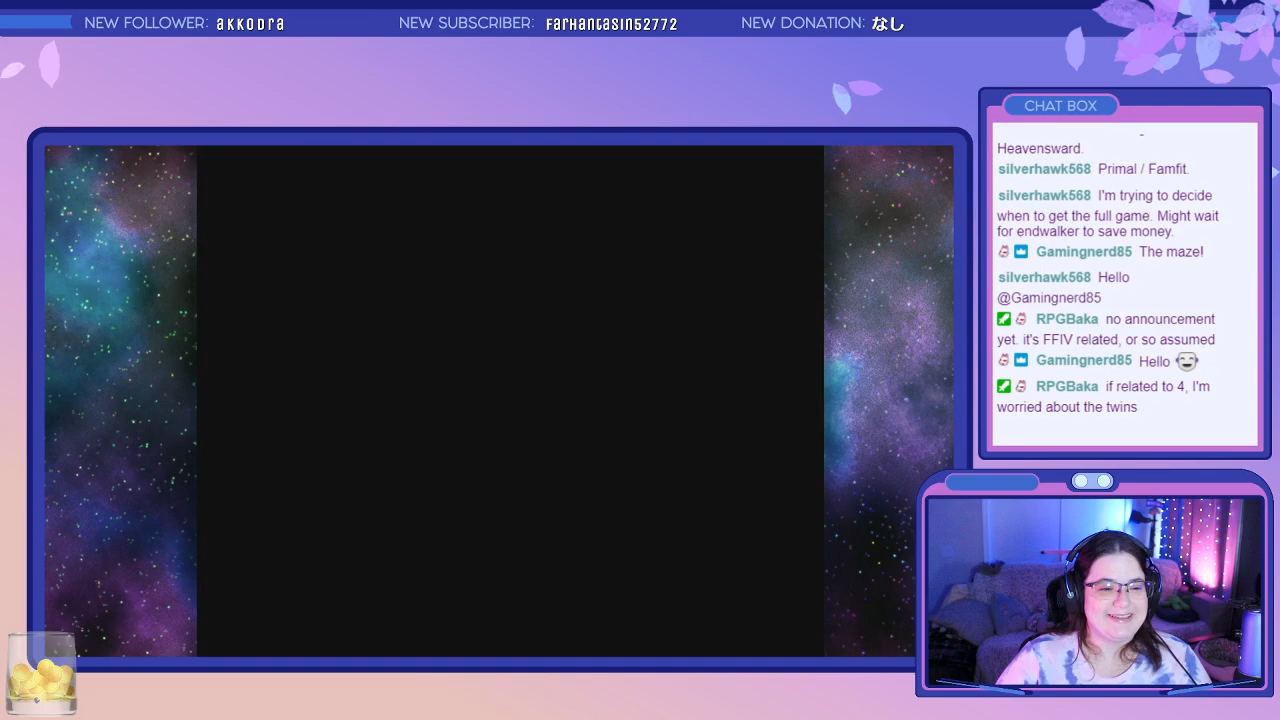 NEW FOLLOWER: akkodra NEW SUBSCRIBER: farhantasin52772 NEW DONATION: なし
CHAT BOX
Heavensward.
silverhawk568 Primal / Famfit.
silverhawk568 I'm trying to decide
when to get the full game. Might wait
for endwalker to save money.
Gamingnerd85 The maze!
silverhawk568 Hello
@Gamingnerd85
RPGBaka no announcement
yet. it's FFIV related, or so assumed
Gamingnerd85 Hello
RPGBaka if related to 4, I'm
worried about the twins